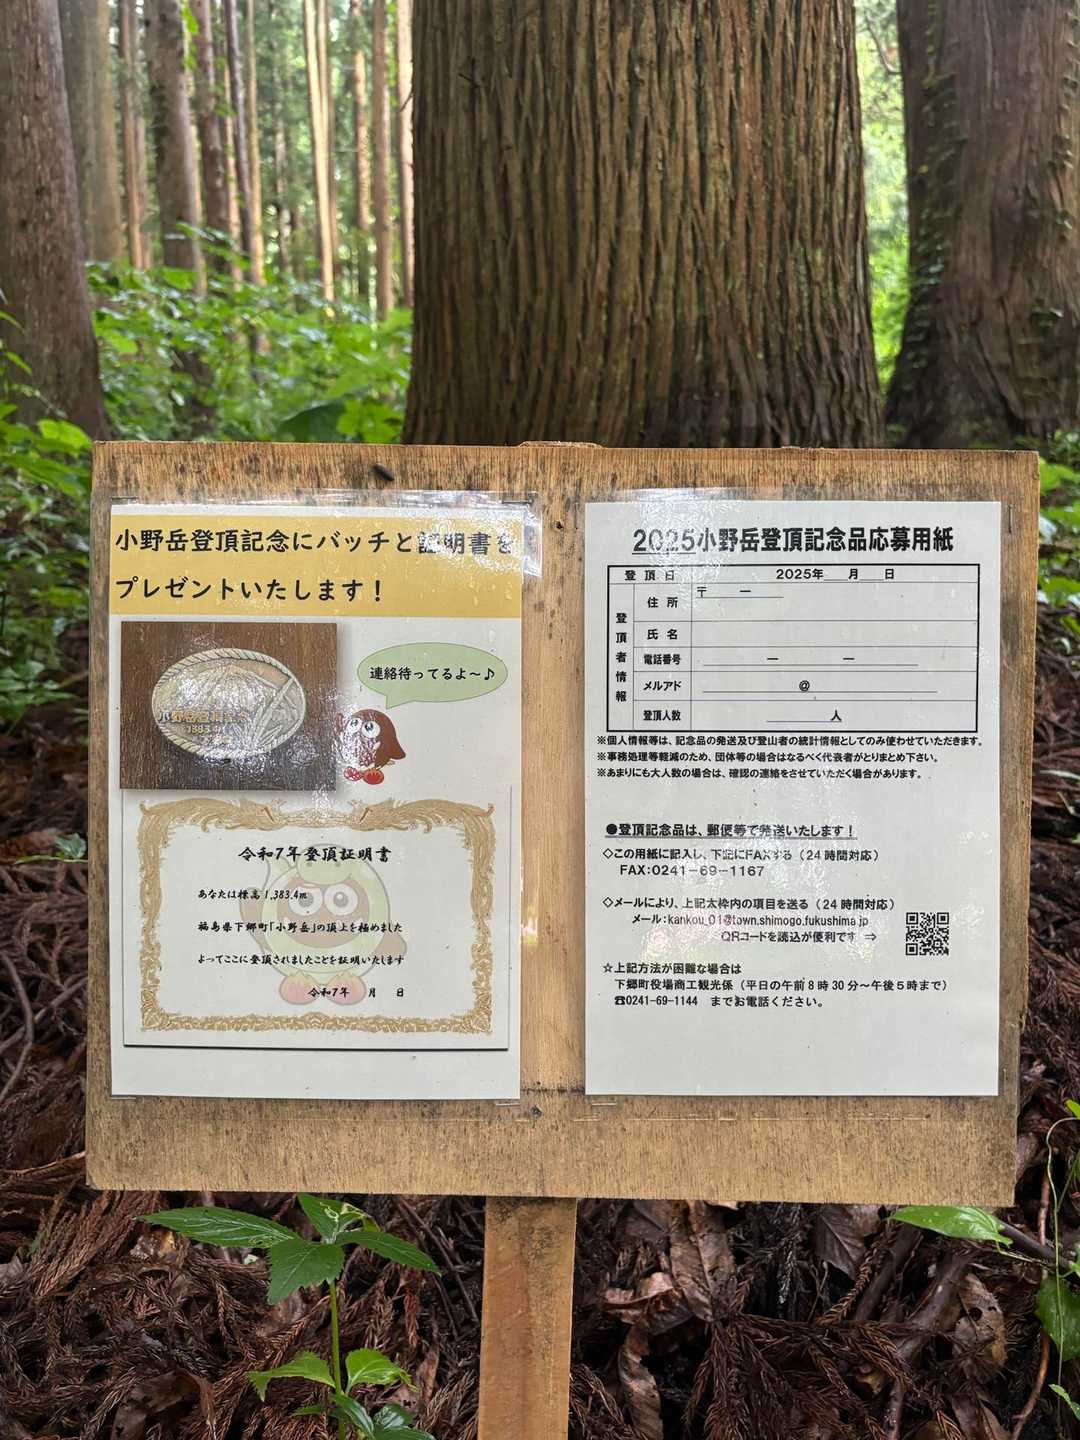 小野岳登頂記念にバッチと証明書を
プレゼントいたします！
連絡待ってるよ～♪
小野岳登頂記念
1383.4m
令和7年登頂証明書
あなたは標高1,383.4m
福島県下郷町「小野岳」の頂上を極めました
よってここに登頂されましたことを証明いたします
令和7年　月　日
2025小野岳登頂記念品応募用紙
登頂日　2025年　月　日
登頂者情報
住所　〒　－
氏名
電話番号　－　－
メルアド　@
登頂人数　人
※個人情報等は、記念品の発送及び登山者の統計情報としてのみ使わせていただきます。
※事務処理等軽減のため、団体等の場合はなるべく代表者がとりまとめ下さい。
※あまりにも大人数の場合は、確認の連絡をさせていただく場合があります。
●登頂記念品は、郵便等で発送いたします！
◇この用紙に記入し、下記にFAXする（24時間対応）
FAX：0241－69－1167
◇メールにより、上記太枠内の項目を送る（24時間対応）
メール：kankou_01@town.shimogo.fukushima.jp
QRコードを読込が便利です ⇒
☆上記方法が困難な場合は
下郷町役場商工観光係（平日の午前8時30分～午後5時まで）
☎0241-69-1144　までお電話ください。